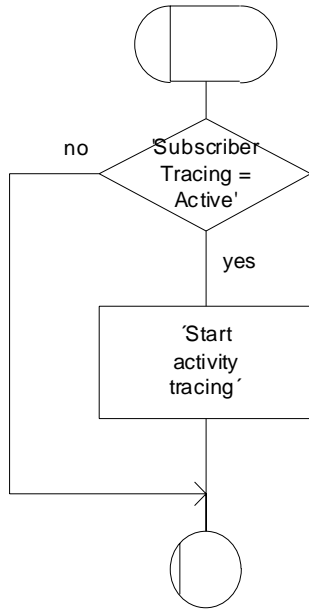 no
'Subscriber
Tracing =
Active'
yes
´Start
activity
tracing´